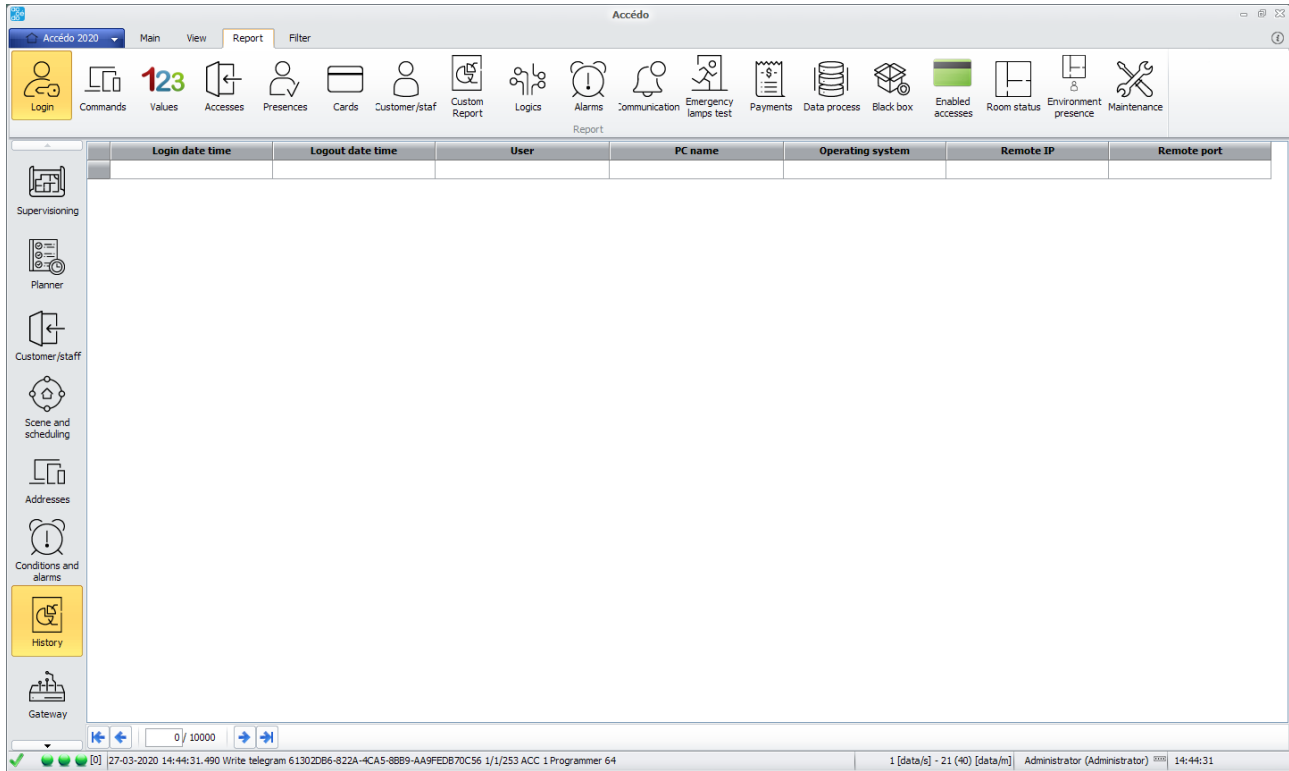 Accédo
Accédo 2020 Main View Report Filter
Login Commands 123 Values Accesses Presences Cards Customer/staf Custom Report Logics Alarms Communication Emergency lamps test Payments Data process Black box Enabled accesses Room status Environment presence Maintenance
Report
Login date time Logout date time User PC name Operating system Remote IP Remote port
Supervisioning
Planner
Customer/staff
Scene and
scheduling
Addresses
Conditions and
alarms
History
Gateway
0 / 10000
[0] 27-03-2020 14:44:31.490 Write telegram 61302DB6-822A-4CA5-8BB9-AA9FEDB70C56 1/1/253 ACC 1 Programmer 64 1 [data/s] - 21 (40) [data/m] Administrator (Administrator) 14:44:31